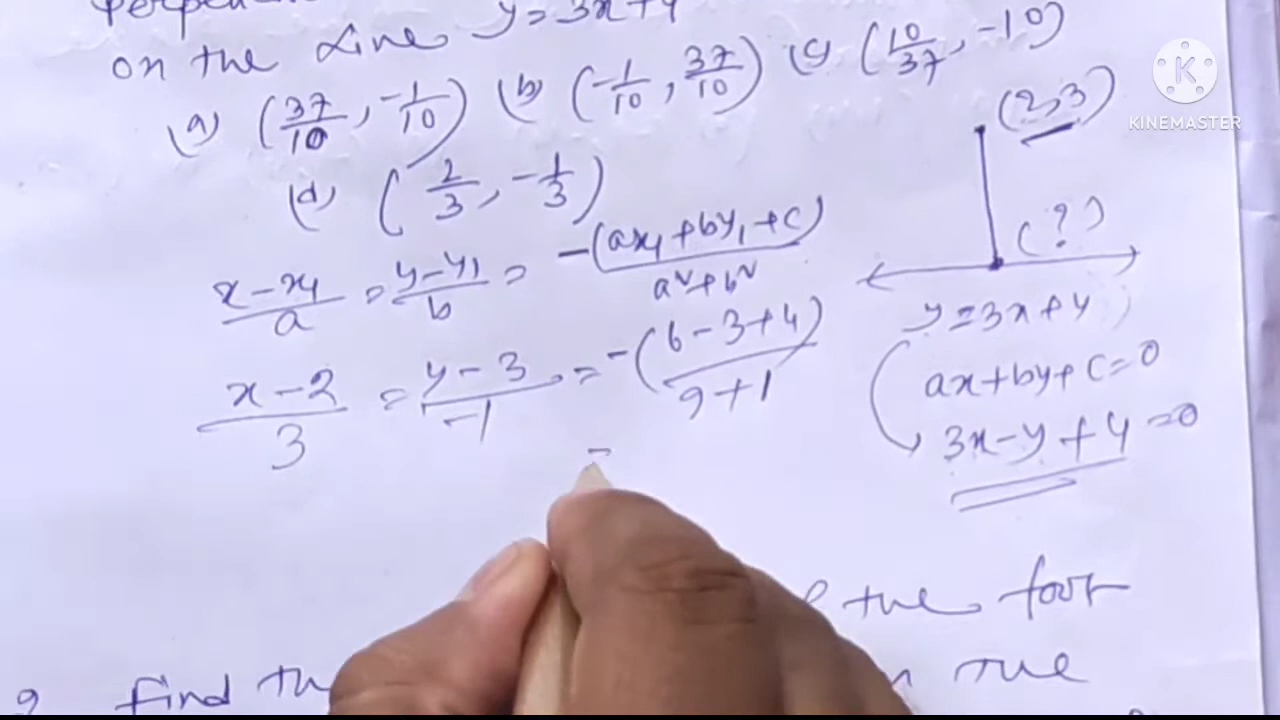 on the Line y = 3x + 4
(a) (37/10, -1/10) (b) (-1/10, 37/10) (c) (10/37, -10)
(d) (2/3, -1/3)
(2,3)
(?)
(x - x₁)/a = (y - y₁)/b = -(ax₁ + by₁ + c)/(a² + b²)
y = 3x + 4
(x - 2)/3 = (y - 3)/-1 = -(6 - 3 + 4)/(9 + 1)
ax + by + c = 0
3x - y + 4 = 0
=
the foot
find the
the
KINEMASTER